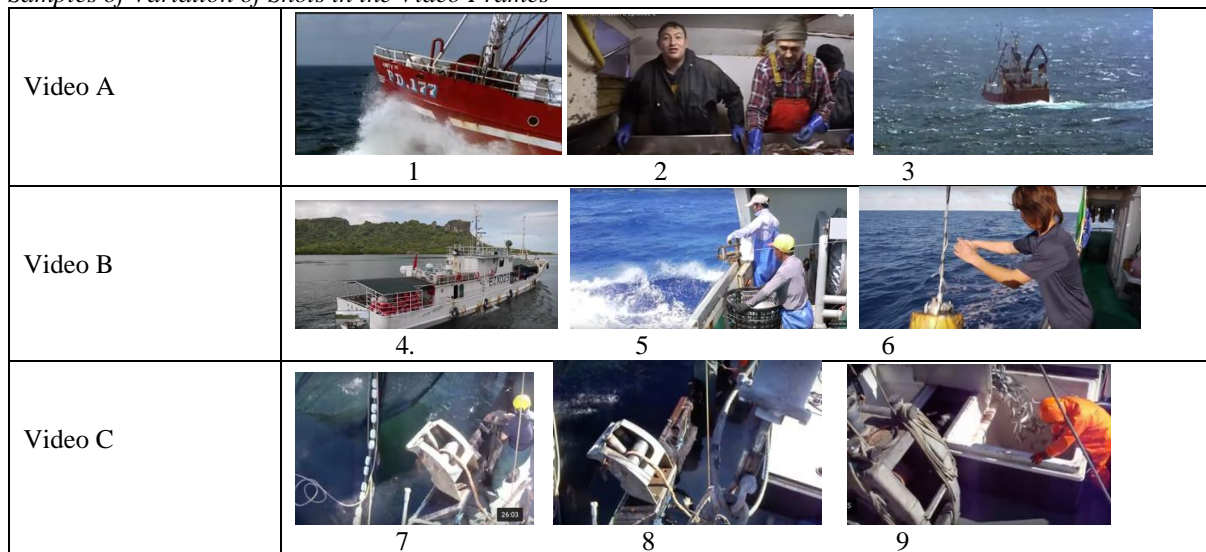 Samples of Variation of Shots in the Video Frames
Video A
FD.177
1
2
3
Video B
4.
5
6
Video C
26:03
7
8
9